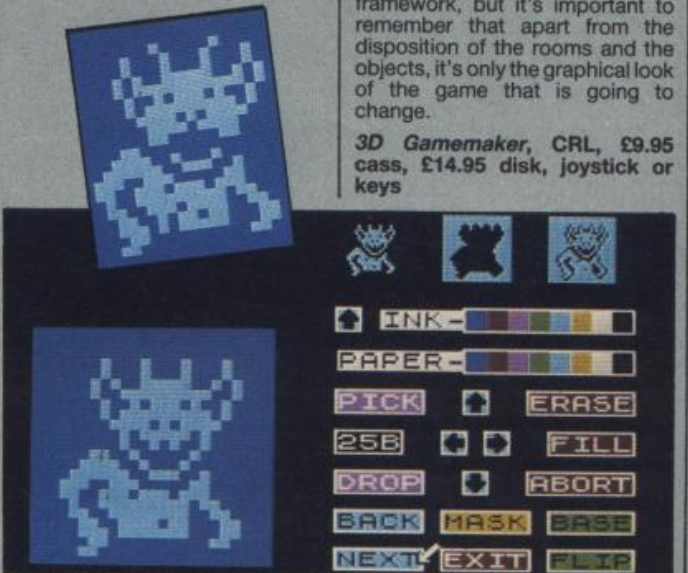 framework, but it's important to
remember that apart from the
disposition of the rooms and the
objects, it's only the graphical look
of the game that is going to
change.
3D Gamemaker, CRL, £9.95
cass, £14.95 disk, joystick or
keys
INK-
PAPER-
PICK
ERASE
25B
FILL
DROP
ABORT
BACK MASK BASE
NEXT EXIT FLIP